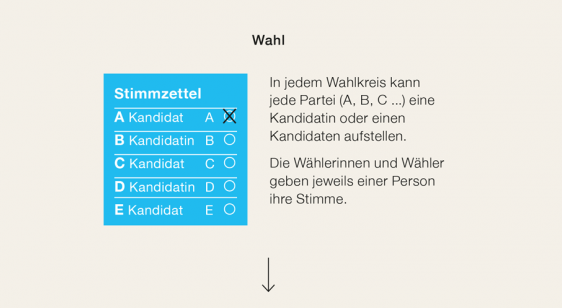 Wahl
Stimmzettel
A Kandidat A
B Kandidatin B
C Kandidat C
D Kandidatin D
E Kandidat E
In jedem Wahlkreis kann
jede Partei (A, B, C ...) eine
Kandidatin oder einen
Kandidaten aufstellen.
Die Wählerinnen und Wähler
geben jeweils einer Person
ihre Stimme.